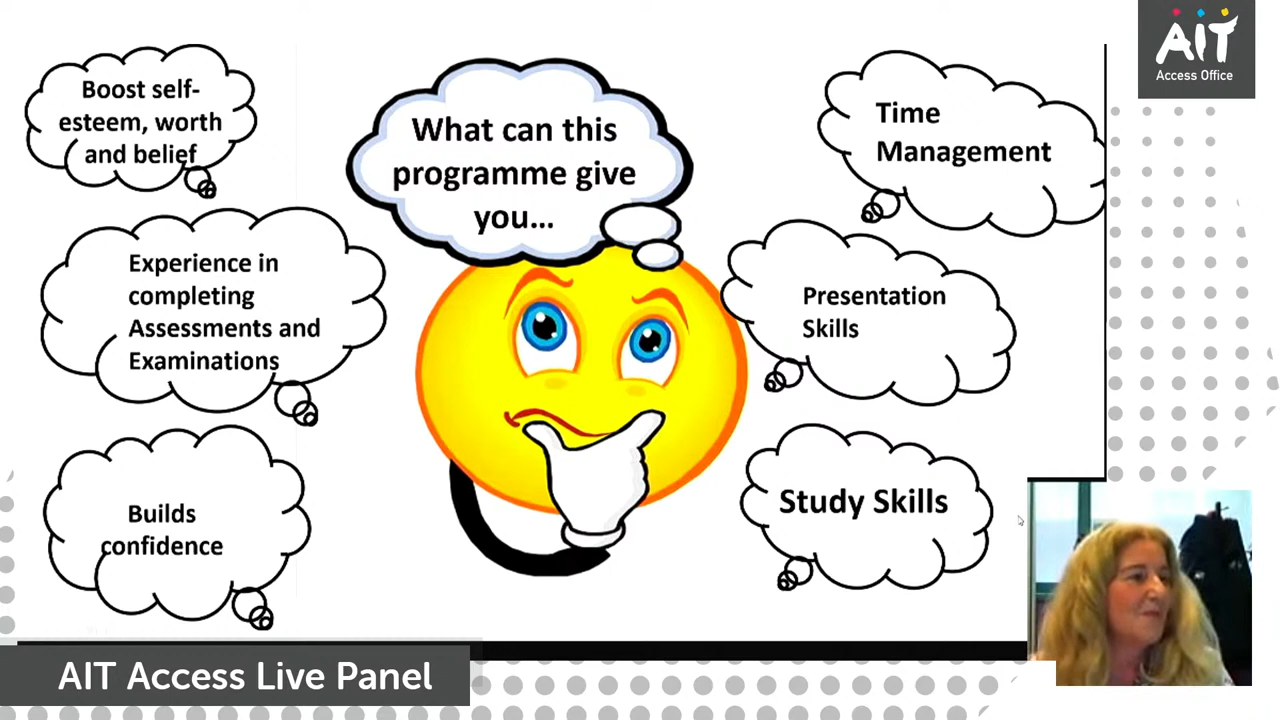 AIT
Access Office
Boost self-
esteem, worth
and belief
What can this
programme give
you...
Time
Management
Experience in
completing
Assessments and
Examinations
Presentation
Skills
Builds
confidence
Study Skills
AIT Access Live Panel